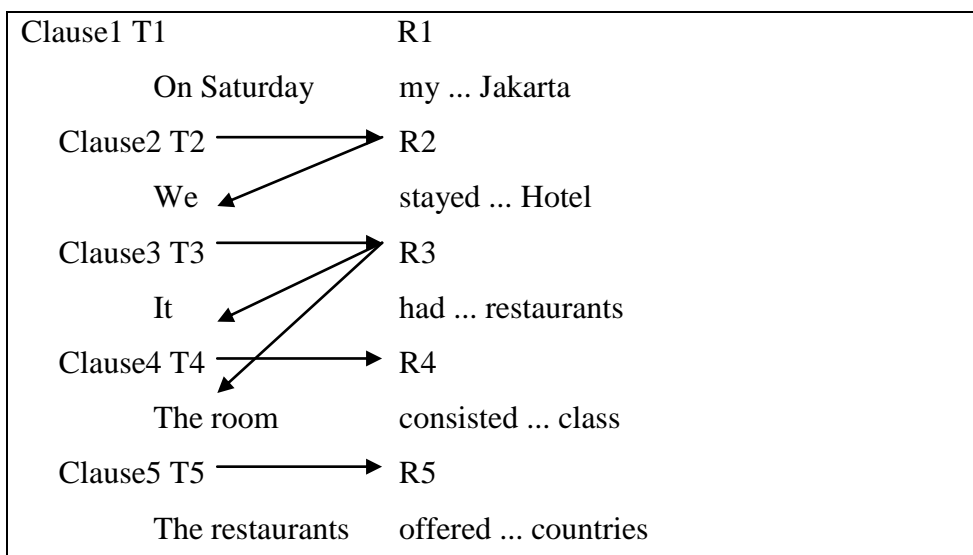 Clause1 T1 R1
On Saturday my ... Jakarta
Clause2 T2 R2
We stayed ... Hotel
Clause3 T3 R3
It had ... restaurants
Clause4 T4 R4
The room consisted ... class
Clause5 T5 R5
The restaurants offered ... countries